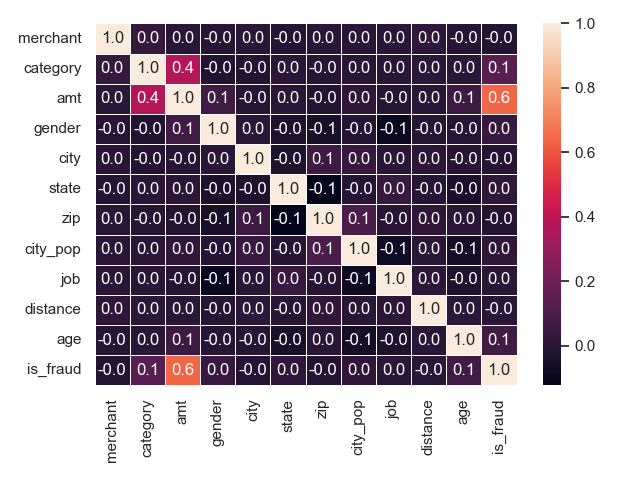 merchant 1.0 0.0 0.0 -0.0 0.0 -0.0 0.0 0.0 0.0 0.0 -0.0 -0.0 1.0
category 0.0 1.0 0.4 -0.0 -0.0 0.0 -0.0 0.0 -0.0 0.0 0.0 0.1
amt 0.0 0.4 1.0 0.1 -0.0 0.0 -0.0 0.0 -0.0 0.0 0.1 0.6 0.8
gender -0.0 -0.0 0.1 1.0 0.0 -0.0 -0.1 0.0 -0.1 -0.0 -0.0 0.0
city 0.0 -0.0 -0.0 0.0 1.0 -0.0 0.1 0.0 0.0 0.0 -0.0 -0.0 0.6
state -0.0 0.0 0.0 -0.0 -0.0 1.0 -0.1 -0.0 0.0 -0.0 -0.0 0.0
zip 0.0 -0.0 -0.0 -0.1 0.1 -0.1 1.0 0.1 -0.0 0.0 0.0 -0.0 0.4
city_pop 0.0 0.0 0.0 0.0 0.0 -0.0 0.1 1.0 -0.1 0.0 -0.1 0.0
job 0.0 -0.0 -0.0 -0.1 0.0 0.0 -0.0 -0.1 1.0 0.0 -0.0 -0.0 0.2
distance 0.0 0.0 0.0 -0.0 0.0 -0.0 0.0 0.0 0.0 1.0 0.0 -0.0
age -0.0 0.0 0.1 -0.0 -0.0 -0.0 0.0 -0.1 -0.0 0.0 1.0 0.1 0.0
is_fraud -0.0 0.1 0.6 0.0 -0.0 0.0 -0.0 0.0 -0.0 -0.0 0.1 1.0
merchant category amt gender city state zip city_pop job distance age is_fraud